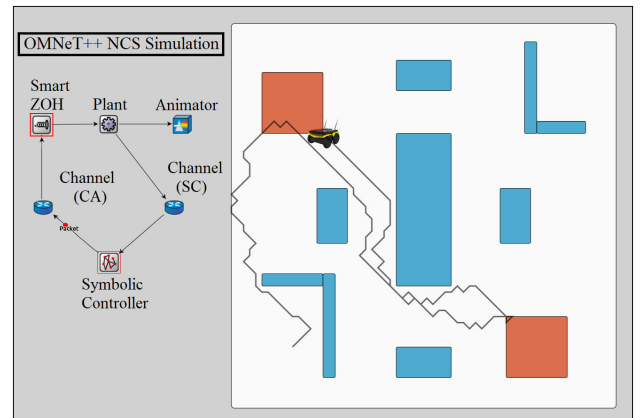 OMNeT++ NCS Simulation
Smart
ZOH
Plant
Animator
Channel
(SC)
Channel
(CA)
Packet
Symbolic
Controller